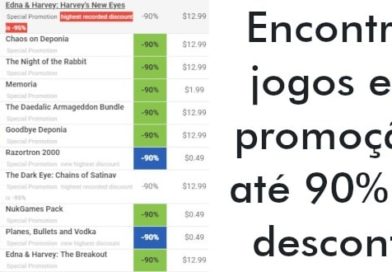 Edna & Harvey: Harvey's New Eyes
Special Promotion highest recorded discount
is -90%
-90% $12.99
Chaos on Deponia
Special Promotion
-90% $12.99
The Night of the Rabbit
Special Promotion
-90% $12.99
Memoria
Special Promotion
-90% $1.99
The Daedalic Armageddon Bundle
Special Promotion
-90% $12.99
Goodbye Deponia
Special Promotion
-90% $12.99
Razortron 2000
Special Promotion new highest discount
-90% $0.49
The Dark Eye: Chains of Satinav
Special Promotion highest recorded discount
is -90%
-90% $12.99
NukGames Pack
Special Promotion
-90% $0.49
Planes, Bullets and Vodka
Special Promotion new highest discount
-90% $0.49
Edna & Harvey: The Breakout
Special Promotion
-90% $12.99
Encontr
jogos e
promoçã
até 90%
descont